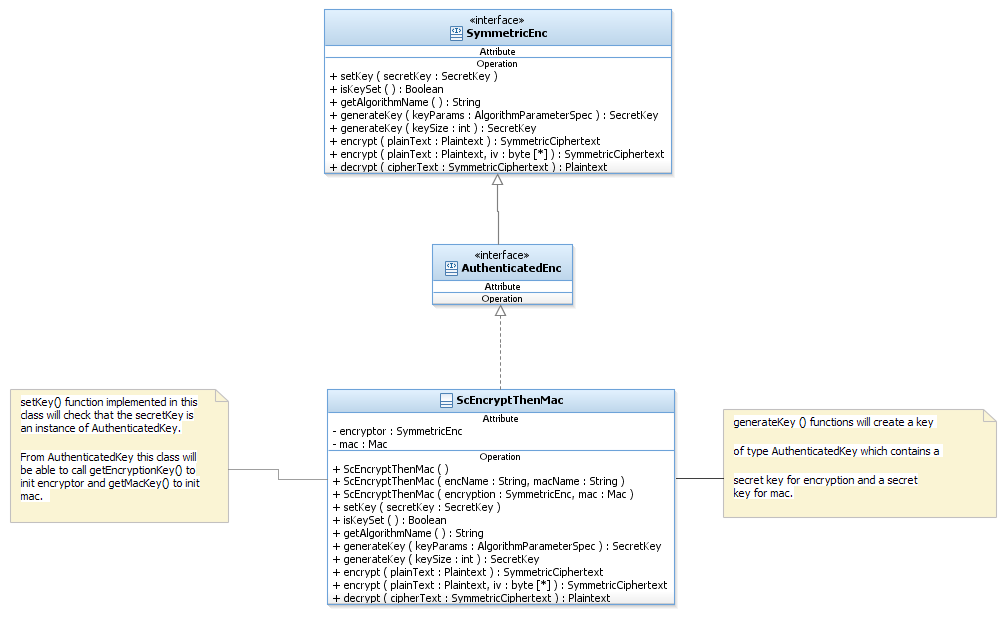 «interface»
SymmetricEnc
Attribute
Operation
+ setKey ( secretKey : SecretKey )
+ isKeySet ( ) : Boolean
+ getAlgorithmName ( ) : String
+ generateKey ( keyParams : AlgorithmParameterSpec ) : SecretKey
+ generateKey ( keySize : int ) : SecretKey
+ encrypt ( plainText : Plaintext ) : SymmetricCiphertext
+ encrypt ( plainText : Plaintext, iv : byte [*] ) : SymmetricCiphertext
+ decrypt ( cipherText : SymmetricCiphertext ) : Plaintext
«interface»
AuthenticatedEnc
Attribute
Operation
setKey() function implemented in this
class will check that the secretKey is
an instance of AuthenticatedKey.
From AuthenticatedKey this class will
be able to call getEncryptionKey() to
init encryptor and getMacKey() to init
mac.
ScEncryptThenMac
Attribute
- encryptor : SymmetricEnc
- mac : Mac
Operation
+ ScEncryptThenMac ( )
+ ScEncryptThenMac ( encName : String, macName : String )
+ ScEncryptThenMac ( encryption : SymmetricEnc, mac : Mac )
+ setKey ( secretKey : SecretKey )
+ isKeySet ( ) : Boolean
+ getAlgorithmName ( ) : String
+ generateKey ( keyParams : AlgorithmParameterSpec ) : SecretKey
+ generateKey ( keySize : int ) : SecretKey
+ encrypt ( plainText : Plaintext ) : SymmetricCiphertext
+ encrypt ( plainText : Plaintext, iv : byte [*] ) : SymmetricCiphertext
+ decrypt ( cipherText : SymmetricCiphertext ) : Plaintext
generateKey () functions will create a key
of type AuthenticatedKey which contains a
secret key for encryption and a secret
key for mac.